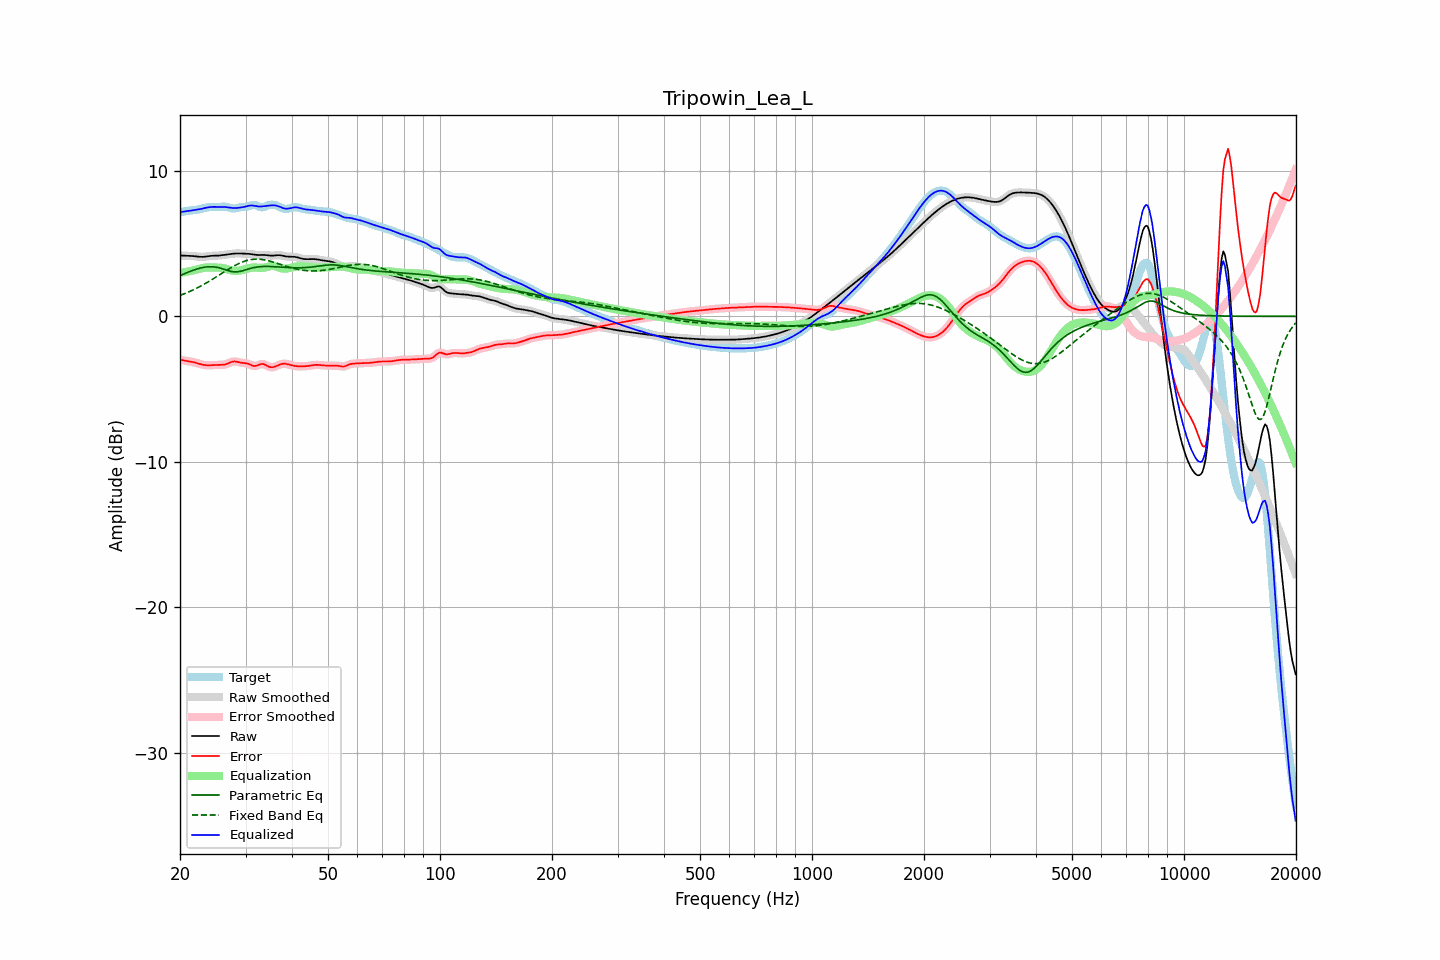 Tripowin_Lea_L
Amplitude (dBr)
10
0
−10
−20
−30
Target
Raw Smoothed
Error Smoothed
Raw
Error
Equalization
Parametric Eq
Fixed Band Eq
Equalized
20 50 100 200 500 1000 2000 5000 10000 20000
Frequency (Hz)